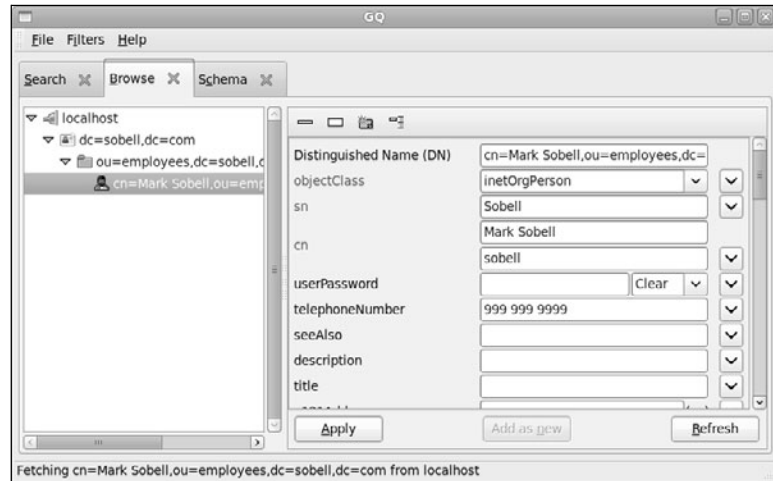 GQ
File Filters Help
Search Browse Schema
localhost
dc=sobell,dc=com
ou=employees,dc=sobell,c
cn=Mark Sobell,ou=emp
Distinguished Name (DN) cn=Mark Sobell,ou=employees,dc=
objectClass inetOrgPerson
sn Sobell
cn Mark Sobell
sobell
userPassword Clear
telephoneNumber 999 999 9999
seeAlso
description
title
Apply Add as new Refresh
Fetching cn=Mark Sobell,ou=employees,dc=sobell,dc=com from localhost